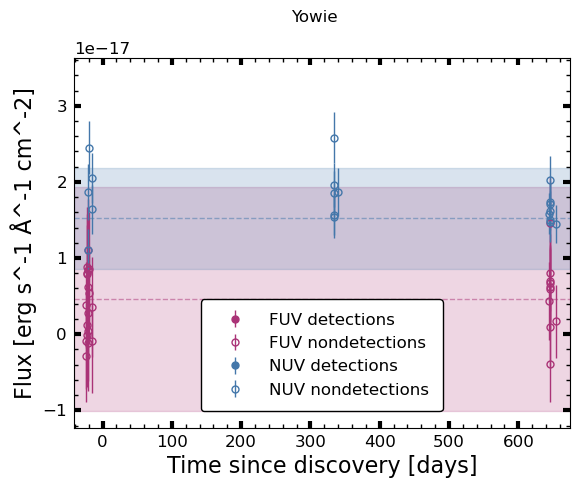 Yowie
1e−17
3
2
1
0
−1
Flux [erg s^-1 Å^-1 cm^-2]
FUV detections
FUV nondetections
NUV detections
NUV nondetections
0 100 200 300 400 500 600
Time since discovery [days]